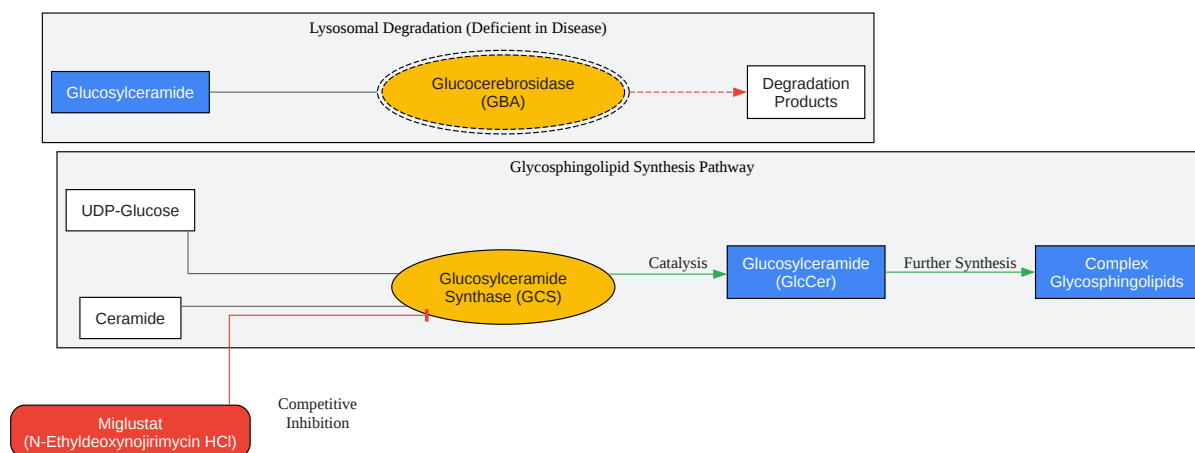 Lysosomal Degradation (Deficient in Disease)
Glucosylceramide
Glucocerebrosidase
(GBA)
Degradation
Products
Glycosphingolipid Synthesis Pathway
UDP-Glucose
Ceramide
Glucosylceramide
Synthase (GCS)
Catalysis
Glucosylceramide
(GlcCer)
Further Synthesis
Complex
Glycosphingolipids
Competitive
Inhibition
Miglustat
(N-Ethyldeoxynojirimycin HCl)